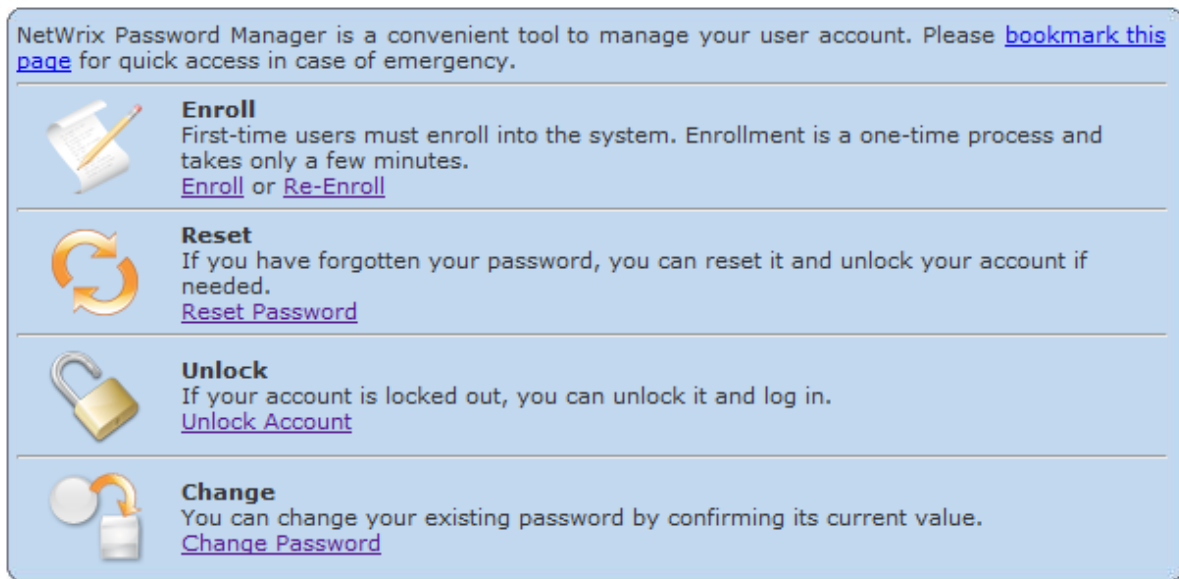 NetWrix Password Manager is a convenient tool to manage your user account. Please bookmark this
page for quick access in case of emergency.
Enroll
First-time users must enroll into the system. Enrollment is a one-time process and
takes only a few minutes.
Enroll or Re-Enroll
Reset
If you have forgotten your password, you can reset it and unlock your account if
needed.
Reset Password
Unlock
If your account is locked out, you can unlock it and log in.
Unlock Account
Change
You can change your existing password by confirming its current value.
Change Password